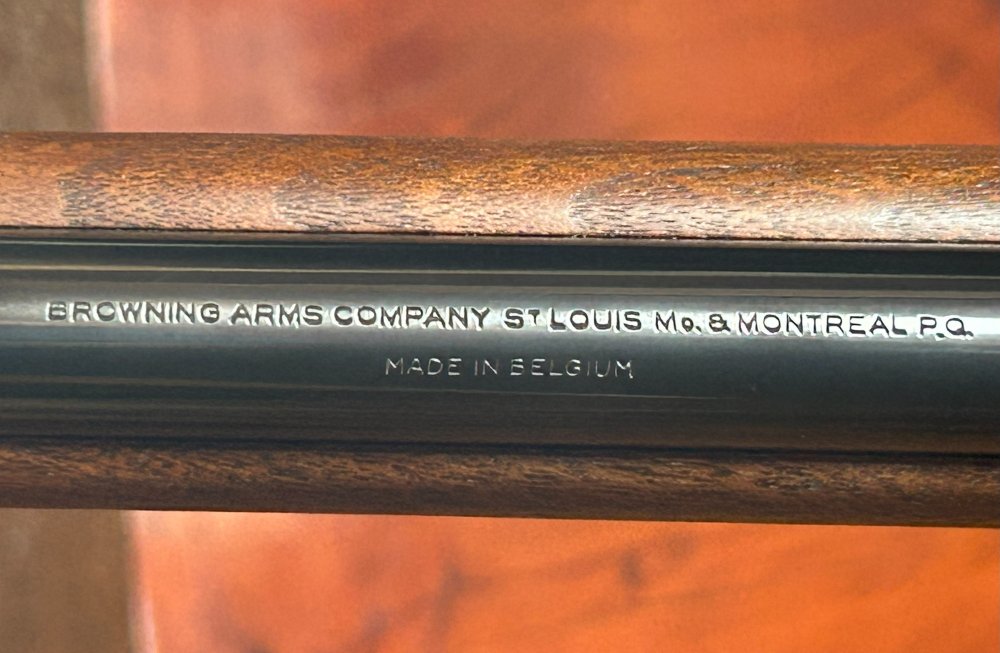 BROWNING ARMS COMPANY ST LOUIS Mo. & MONTREAL P.Q.
MADE IN BELGIUM